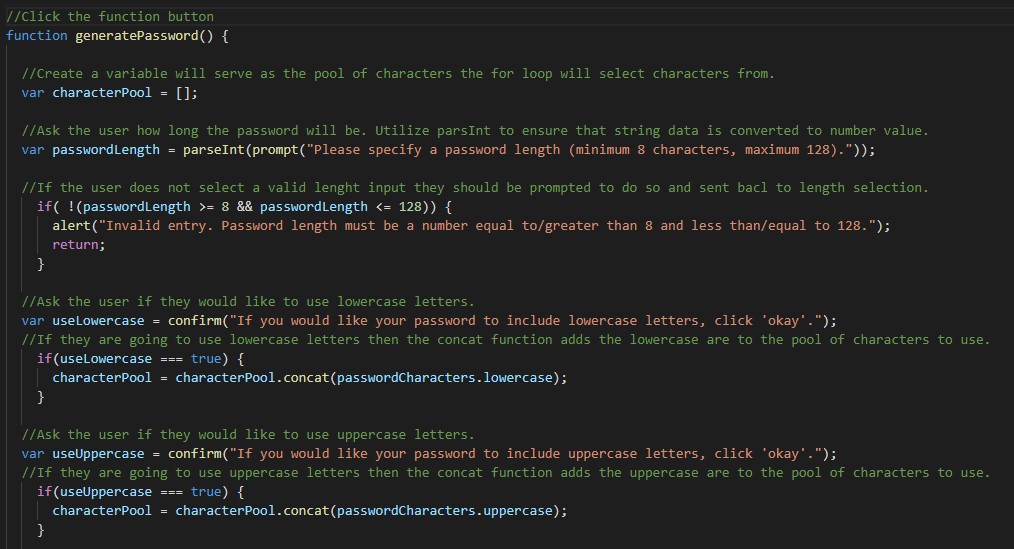 //Click the function button
function generatePassword() {
//Create a variable will serve as the pool of characters the for loop will select characters from.
var characterPool = [];
//Ask the user how long the password will be. Utilize parsInt to ensure that string data is converted to number value.
var passwordLength = parseInt(prompt("Please specify a password length (minimum 8 characters, maximum 128)."));
//If the user does not select a valid lenght input they should be prompted to do so and sent bacl to length selection.
if( !(passwordLength >= 8 && passwordLength <= 128)) {
alert("Invalid entry. Password length must be a number equal to/greater than 8 and less than/equal to 128.");
return;
}
//Ask the user if they would like to use lowercase letters.
var useLowercase = confirm("If you would like your password to include lowercase letters, click 'okay'.");
//If they are going to use lowercase letters then the concat function adds the lowercase are to the pool of characters to use.
if(useLowercase === true) {
characterPool = characterPool.concat(passwordCharacters.lowercase);
}
//Ask the user if they would like to use uppercase letters.
var useUppercase = confirm("If you would like your password to include uppercase letters, click 'okay'.");
//If they are going to use uppercase letters then the concat function adds the uppercase are to the pool of characters to use.
if(useUppercase === true) {
characterPool = characterPool.concat(passwordCharacters.uppercase);
}